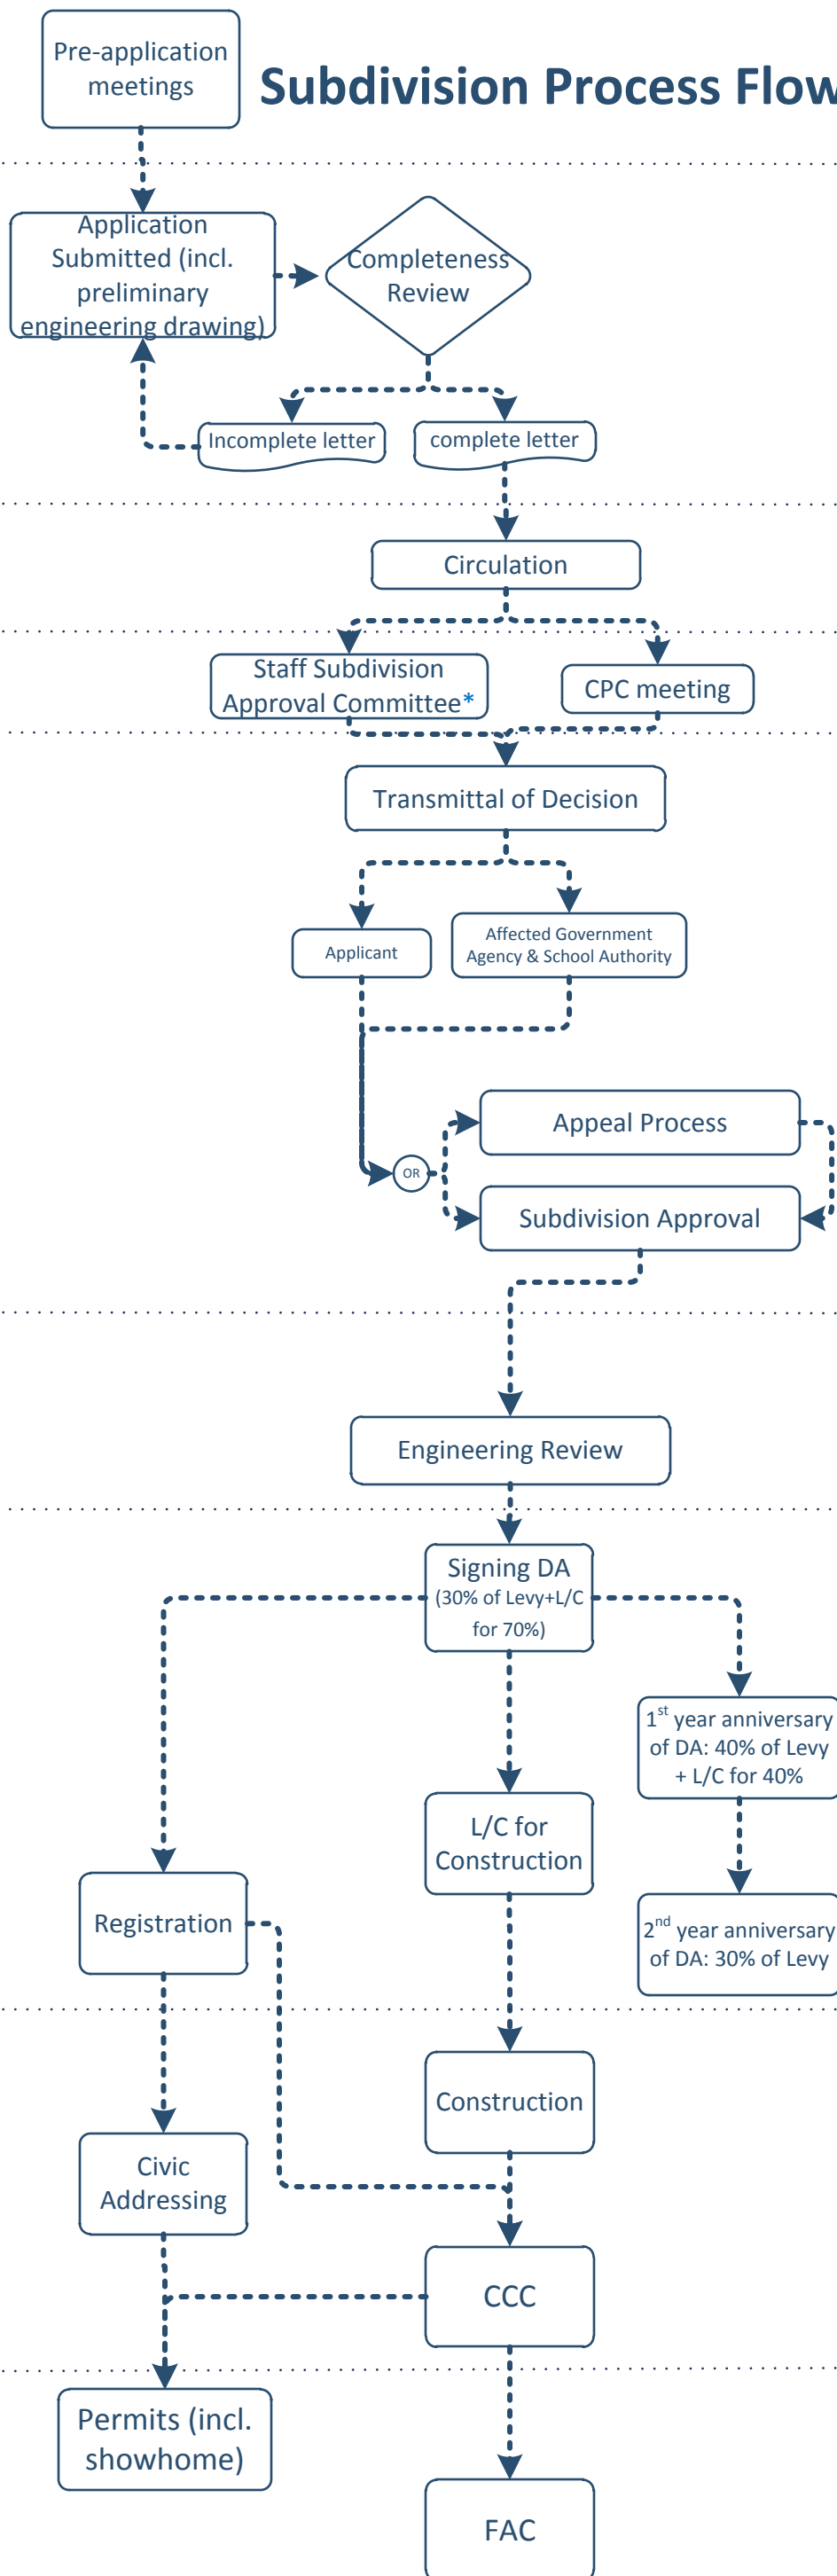 Pre-application
meetings
Subdivision Process Flow
Application
Submitted (incl.
preliminary
engineering drawing)
Completeness
Review
Incomplete letter
complete letter
Circulation
Staff Subdivision
Approval Committee*
CPC meeting
Transmittal of Decision
Applicant
Affected Government
Agency & School Authority
Appeal Process
OR
Subdivision Approval
Engineering Review
Signing DA
(30% of Levy+L/C
for 70%)
1st year anniversary
of DA: 40% of Levy
+ L/C for 40%
L/C for
Construction
Registration
2nd year anniversary
of DA: 30% of Levy
Construction
Civic
Addressing
CCC
Permits (incl.
showhome)
FAC